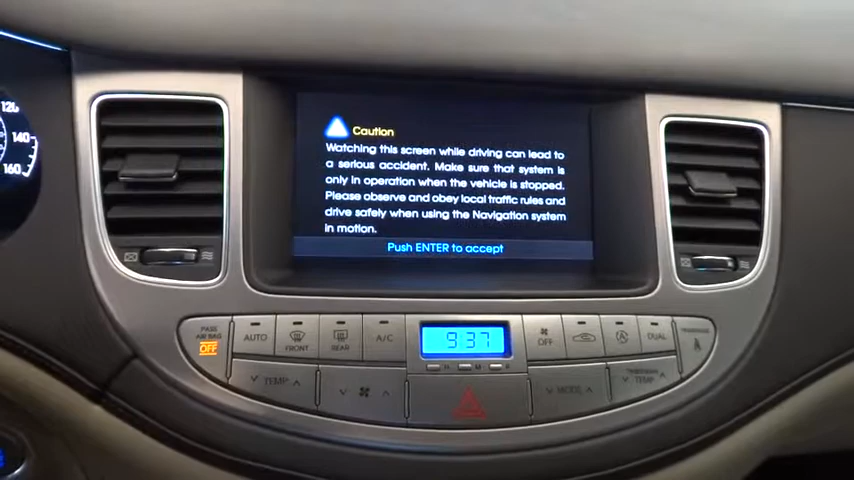 120
140
160
Caution
Watching this screen while driving can lead to
a serious accident. Make sure that system is
only in operation when the vehicle is stopped.
Please observe and obey local traffic rules and
drive safely when using the Navigation system
in motion.
Push ENTER to accept
PASS
AIR BAG
OFF
AUTO
FRONT
REAR
A/C
9:37
OFF
DUAL
TEMP
MODE
TEMP